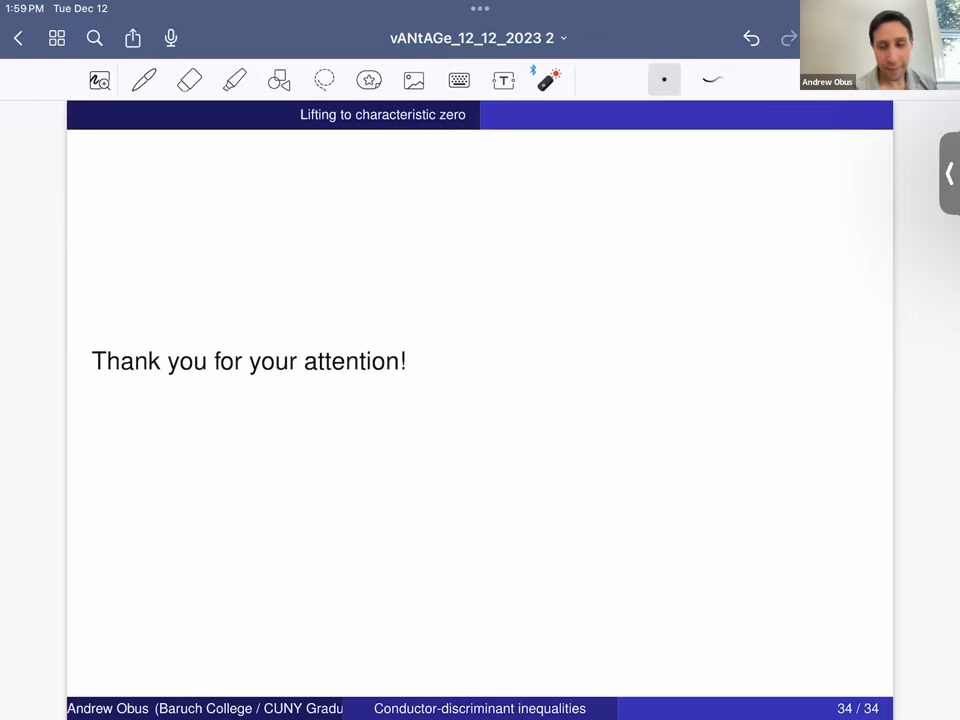 1:59 PM Tue Dec 12
vANtAGe_12_12_2023 2
T
Andrew Obus
Lifting to characteristic zero
Thank you for your attention!
Andrew Obus (Baruch College / CUNY Gradu
Conductor-discriminant inequalities
34 / 34